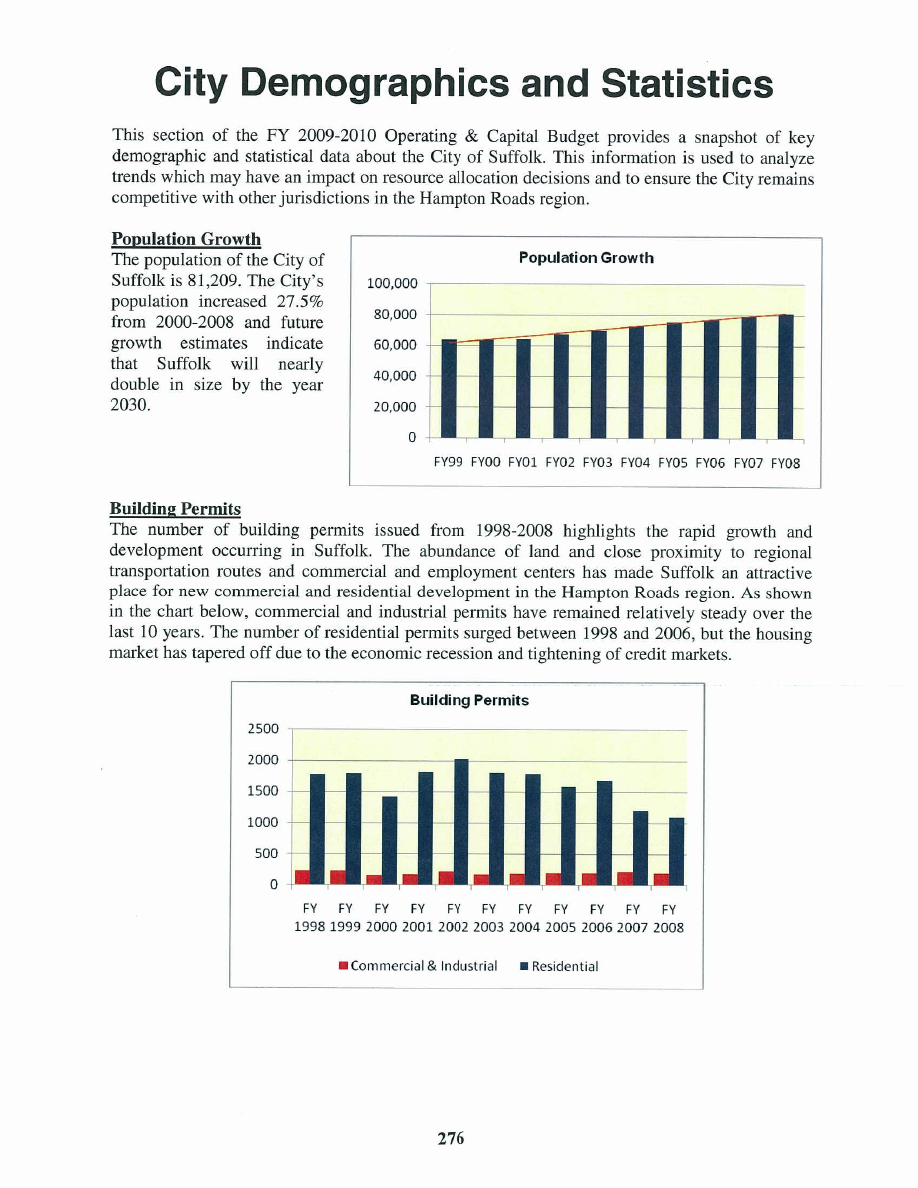 City Demographics and Statistics
This section of the FY 2009-2010 Operating & Capital Budget provides a snapshot of key
demographic and statistical data about the City of Suffolk. This information is used to analyze
trends which may have an impact on resource allocation decisions and to ensure the City remains
competitive with other jurisdictions in the Hampton Roads region.
Population Growth
The population of the City of
Suffolk is 81,209. The City's
population increased 27.5%
from 2000-2008 and future
growth estimates indicate
that Suffolk will nearly
double in size by the year
2030.
Population Growth
100,000
80,000
60,000
40,000
20,000
0
FY99 FY00 FY01 FY02 FY03 FY04 FY05 FY06 FY07 FY08
Building Permits
The number of building permits issued from 1998-2008 highlights the rapid growth and
development occurring in Suffolk. The abundance of land and close proximity to regional
transportation routes and commercial and employment centers has made Suffolk an attractive
place for new commercial and residential development in the Hampton Roads region. As shown
in the chart below, commercial and industrial permits have remained relatively steady over the
last 10 years. The number of residential permits surged between 1998 and 2006, but the housing
market has tapered off due to the economic recession and tightening of credit markets.
Building Permits
2500
2000
1500
1000
500
0
FY FY FY FY FY FY FY FY FY FY FY
1998 1999 2000 2001 2002 2003 2004 2005 2006 2007 2008
Commercial & Industrial Residential
276